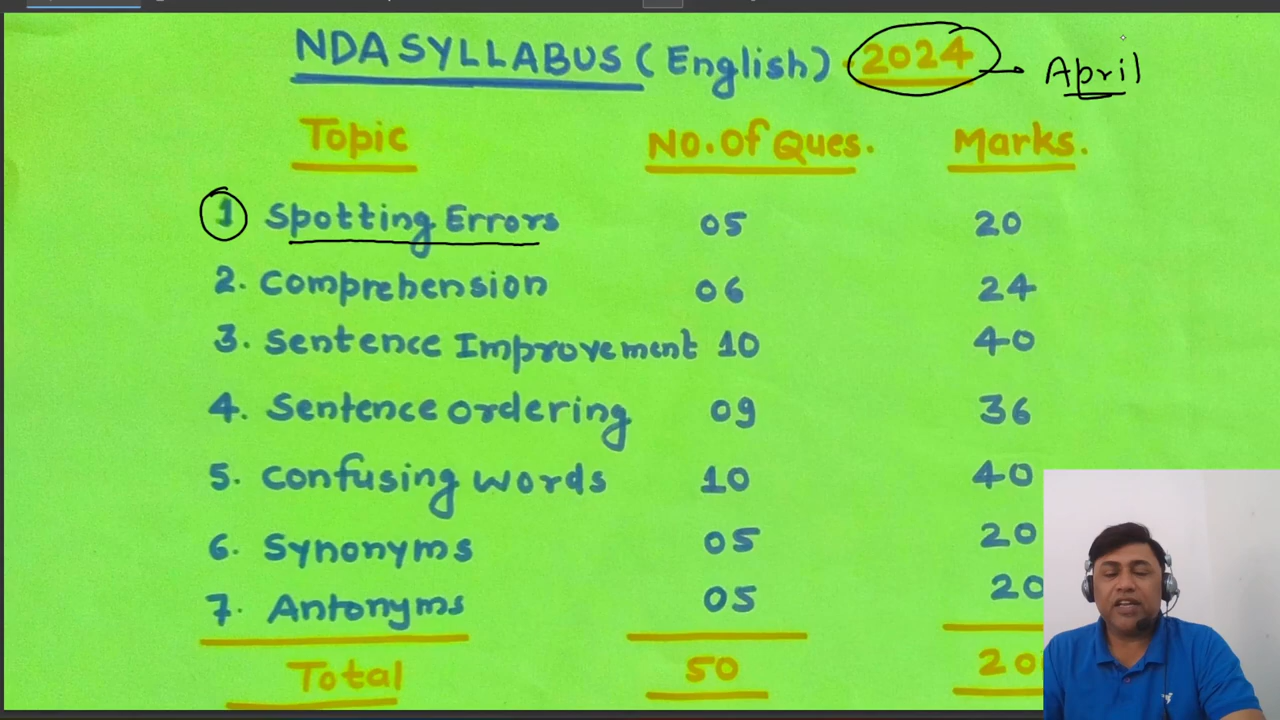 NDA SYLLABUS (English) - 2024 April
Topic No. Of Ques. Marks.
1 Spotting Errors 05 20
2. Comprehension 06 24
3. Sentence Improvement 10 40
4. Sentence ordering 09 36
5. Confusing words 10 40
6. Synonyms 05 20
7. Antonyms 05 20
Total 50 20